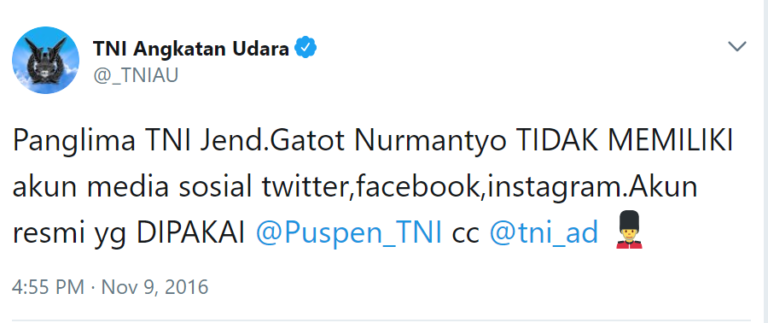 TNI Angkatan Udara
@_TNIAU
Panglima TNI Jend.Gatot Nurmantyo TIDAK MEMILIKI
akun media sosial twitter,facebook,instagram.Akun
resmi yg DIPAKAI @Puspen_TNI cc @tni_ad 💂
4:55 PM · Nov 9, 2016